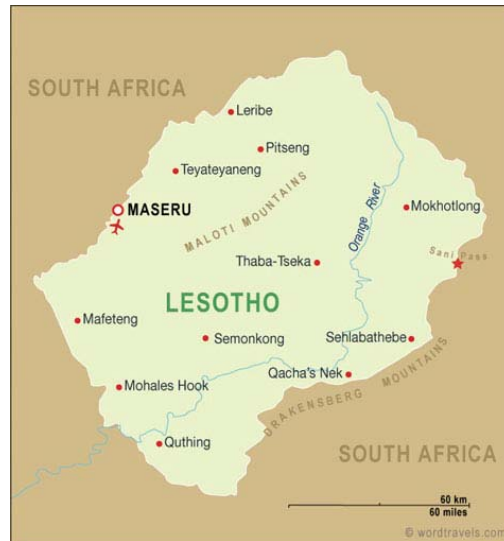 SOUTH AFRICA
Leribe
Pitseng
Teyateyaneng
MASERU
MALOTI MOUNTAINS
Orange River
Mokhotlong
Sani Pass
Thaba-Tseka
LESOTHO
Mafeteng
Semonkong
Sehlabathebe
Qacha's Nek
Mohales Hook
DRAKENSBERG MOUNTAINS
Quthing
SOUTH AFRICA
60 km
60 miles
© wordtravels.com